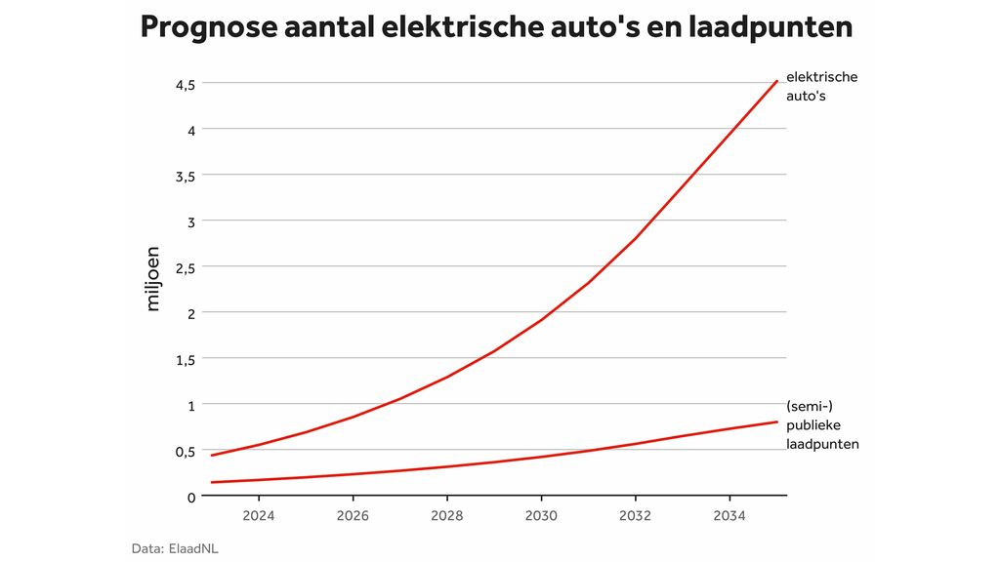 Prognose aantal elektrische auto's en laadpunten
elektrische
auto's
4,5
4
3,5
3
2,5
2
1,5
1
0,5
0
miljoen
(semi-)
publieke
laadpunten
2024
2026
2028
2030
2032
2034
Data: ElaadNL